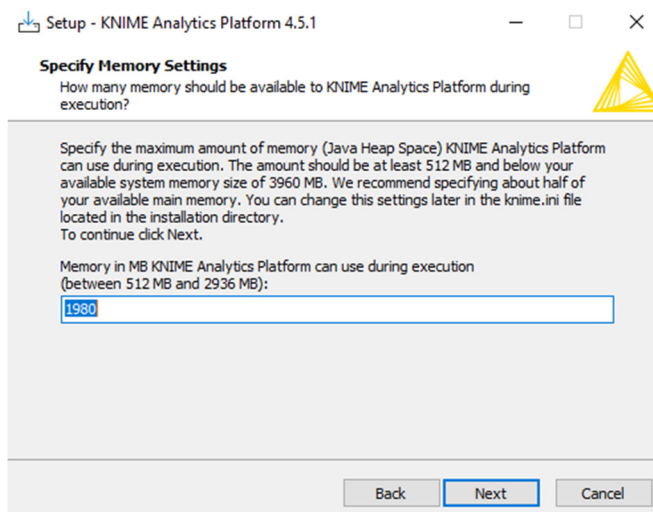 Setup - KNIME Analytics Platform 4.5.1
Specify Memory Settings
How many memory should be available to KNIME Analytics Platform during
execution?
Specify the maximum amount of memory (Java Heap Space) KNIME Analytics Platform
can use during execution. The amount should be at least 512 MB and below your
available system memory size of 3960 MB. We recommend specifying about half of
your available main memory. You can change this settings later in the knime.ini file
located in the installation directory.
To continue click Next.
Memory in MB KNIME Analytics Platform can use during execution
(between 512 MB and 2936 MB):
1980
Back Next Cancel